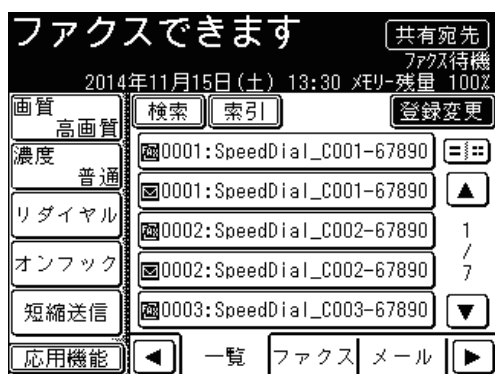 ファクスできます 共有宛先
ファクス待機
2014年11月15日(土) 13:30 メモリー残量 100%
画質
高画質
濃度
普通
リダイヤル
オンフック
短縮送信
応用機能
検索 索引 登録変更
0001:SpeedDial_C001-67890
0001:SpeedDial_C001-67890
0002:SpeedDial_C002-67890
0002:SpeedDial_C002-67890
0003:SpeedDial_C003-67890
1
/
7
一覧 ファクス メール